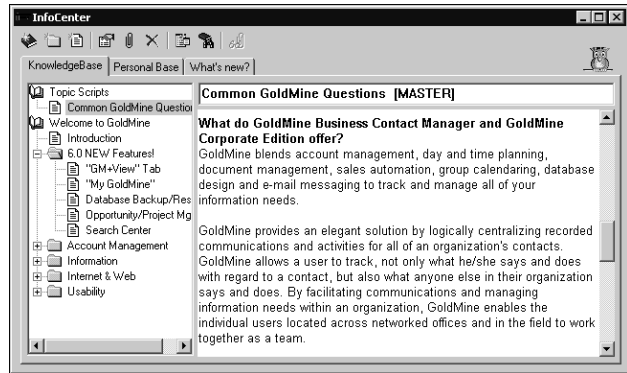 InfoCenter
KnowledgeBase Personal Base What's new?
Topic Scripts
Common GoldMine Question
Welcome to GoldMine
Introduction
6.0 NEW Features!
"GM+View" Tab
"My GoldMine"
Database Backup/Res
Opportunity/Project Mg
Search Center
Account Management
Information
Internet & Web
Usability
Common GoldMine Questions [MASTER]
What do GoldMine Business Contact Manager and GoldMine
Corporate Edition offer?
GoldMine blends account management, day and time planning,
document management, sales automation, group calendaring, database
design and e-mail messaging to track and manage all of your
information needs.
GoldMine provides an elegant solution by logically centralizing recorded
communications and activities for all of an organization's contacts.
GoldMine allows a user to track, not only what he/she says and does
with regard to a contact, but also what anyone else in their organization
says and does. By facilitating communications and managing
information needs within an organization, GoldMine enables the
individual users located across networked offices and in the field to work
together as a team.